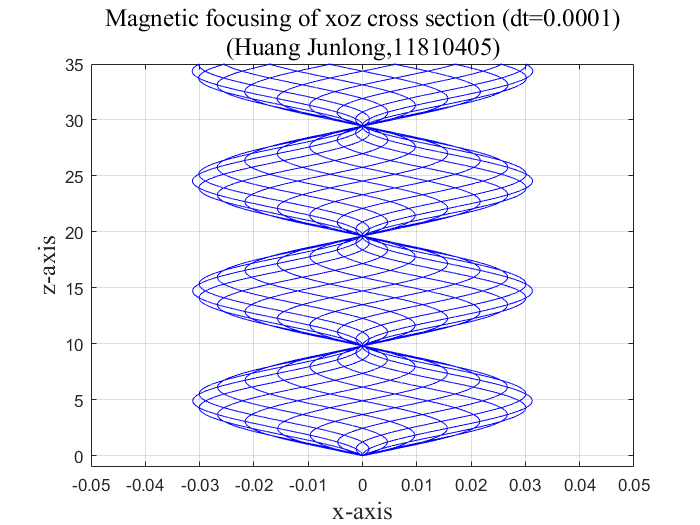 Magnetic focusing of xoz cross section (dt=0.0001)
(Huang Junlong,11810405)
35
30
25
20
15
10
5
0
z-axis
-0.05 -0.04 -0.03 -0.02 -0.01 0 0.01 0.02 0.03 0.04 0.05
x-axis